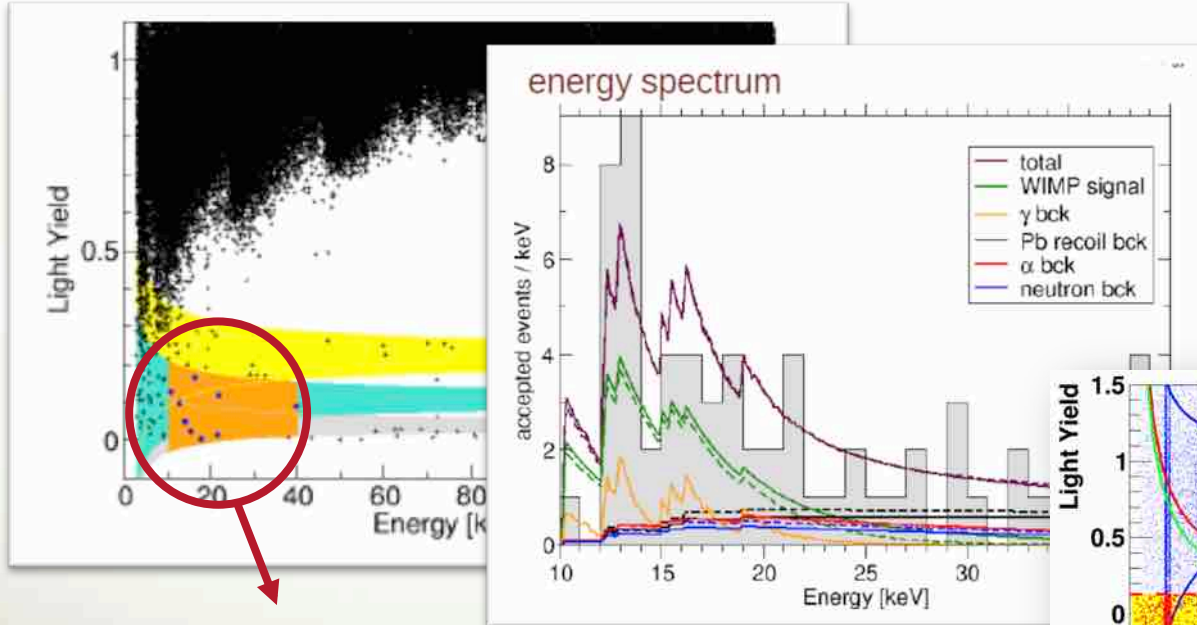 1
0.5
0
Light Yield
0 20 40 60 80
Energy [k
energy spectrum
8
6
4
2
0
accepted events / keV
total
WIMP signal
γ bck
Pb recoil bck
α bck
neutron bck
10 15 20 30
Energy [keV]
1.5
1
0.5
0
Light Yield